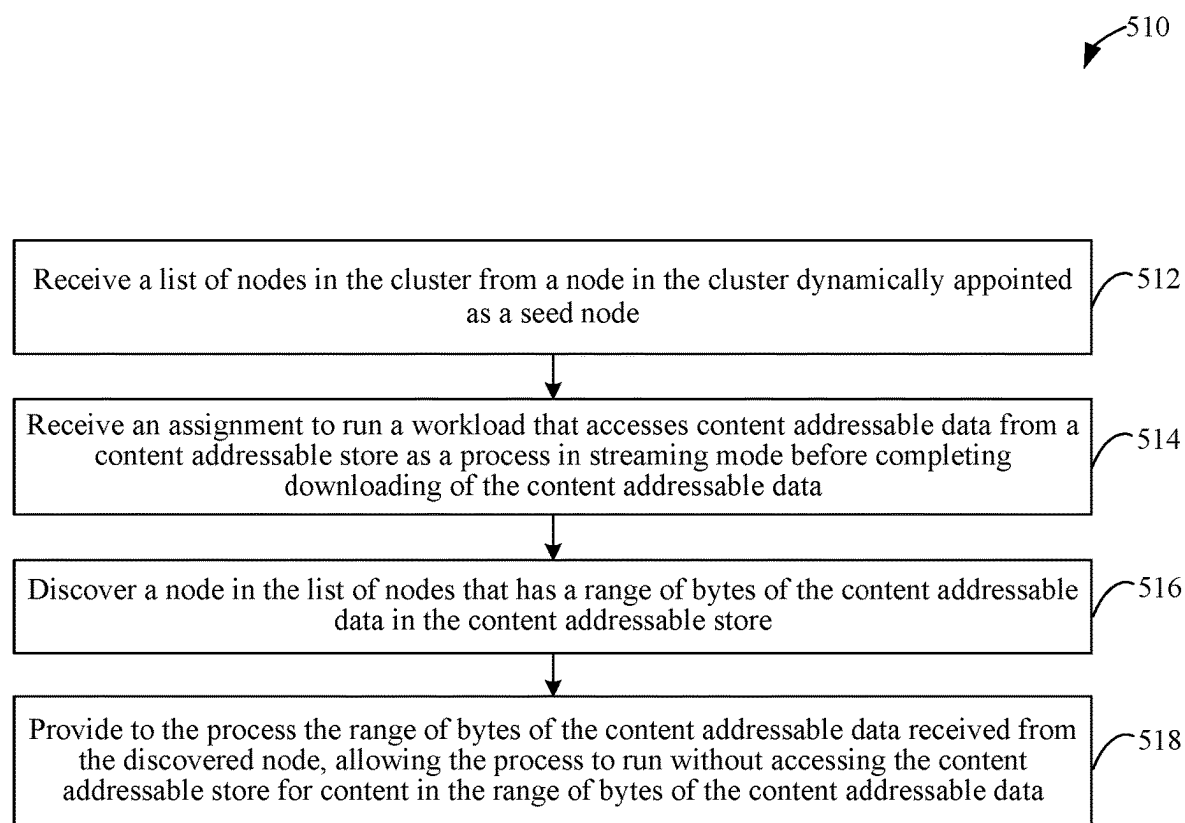 510
Receive a list of nodes in the cluster from a node in the cluster dynamically appointed
as a seed node
512
Receive an assignment to run a workload that accesses content addressable data from a
content addressable store as a process in streaming mode before completing
downloading of the content addressable data
514
Discover a node in the list of nodes that has a range of bytes of the content addressable
data in the content addressable store
516
Provide to the process the range of bytes of the content addressable data received from
the discovered node, allowing the process to run without accessing the content
addressable store for content in the range of bytes of the content addressable data
518